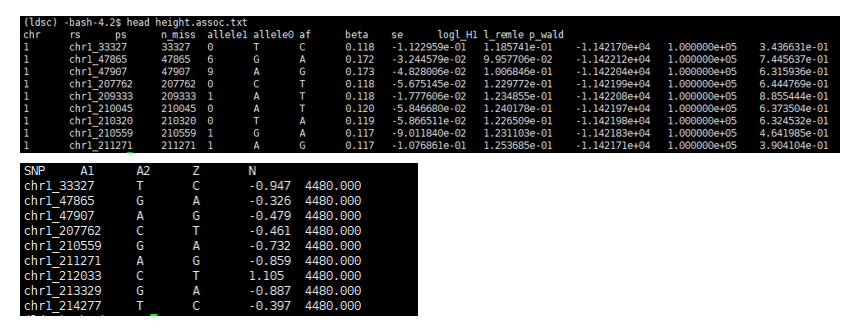 (ldsc) -bash-4.2$ head height.assoc.txt
chr rs ps n_miss allele1 allele0 af beta se logl_H1 l_remle p_wald
1 chr1_33327 33327 0 T C 0.118 -1.122959e-01 1.185741e-01 -1.142170e+04 1.000000e+05 3.436631e-01
1 chr1_47865 47865 6 G A 0.172 -3.244579e-02 9.957706e-02 -1.142212e+04 1.000000e+05 7.445637e-01
1 chr1_47907 47907 9 A G 0.173 -4.828006e-02 1.006846e-01 -1.142204e+04 1.000000e+05 6.315936e-01
1 chr1_207762 207762 0 C T 0.118 -5.675145e-02 1.229772e-01 -1.142199e+04 1.000000e+05 6.444769e-01
1 chr1_209333 209333 1 A T 0.118 -1.777606e-02 1.234855e-01 -1.142208e+04 1.000000e+05 8.855444e-01
1 chr1_210045 210045 0 A T 0.120 -5.846680e-02 1.240178e-01 -1.142197e+04 1.000000e+05 6.373504e-01
1 chr1_210320 210320 0 T A 0.119 -5.866511e-02 1.226509e-01 -1.142198e+04 1.000000e+05 6.324532e-01
1 chr1_210559 210559 1 G A 0.117 -9.011840e-02 1.231103e-01 -1.142183e+04 1.000000e+05 4.641985e-01
1 chr1_211271 211271 1 A G 0.117 -1.076861e-01 1.253685e-01 -1.142171e+04 1.000000e+05 3.904104e-01
SNP A1 A2 Z N
chr1_33327 T C -0.947 4480.000
chr1_47865 G A -0.326 4480.000
chr1_47907 A G -0.479 4480.000
chr1_207762 C T -0.461 4480.000
chr1_210559 G A -0.732 4480.000
chr1_211271 A G -0.859 4480.000
chr1_212033 C T 1.105 4480.000
chr1_213329 G A -0.887 4480.000
chr1_214277 T C -0.397 4480.000